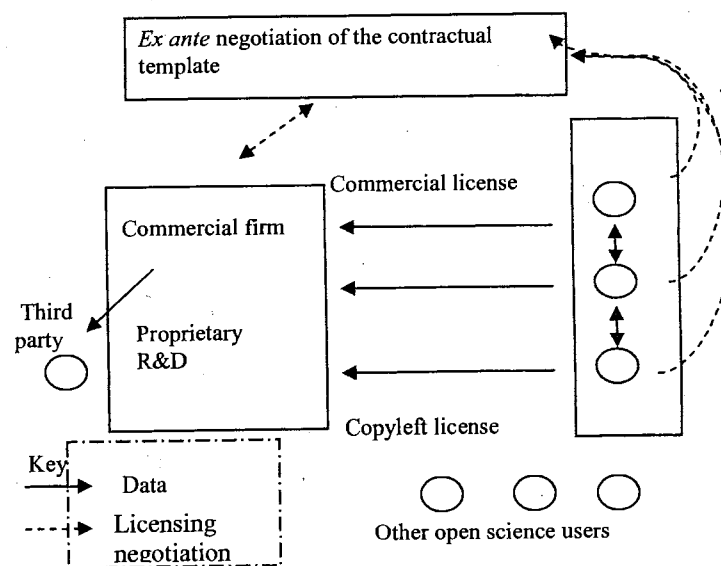 Ex ante negotiation of the contractual
template
Commercial license
Commercial firm
Third
party
Proprietary
R&D
Copyleft license
Key
Data
Licensing
negotiation
Other open science users